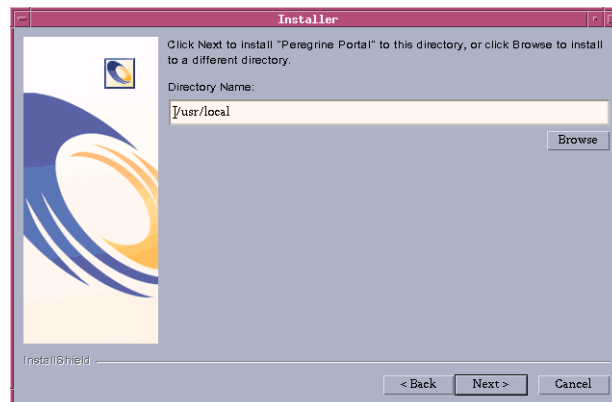 Installer
Click Next to install "Peregrine Portal" to this directory, or click Browse to install
to a different directory.
Directory Name:
/usr/local
Browse
InstallShield
< Back
Next >
Cancel